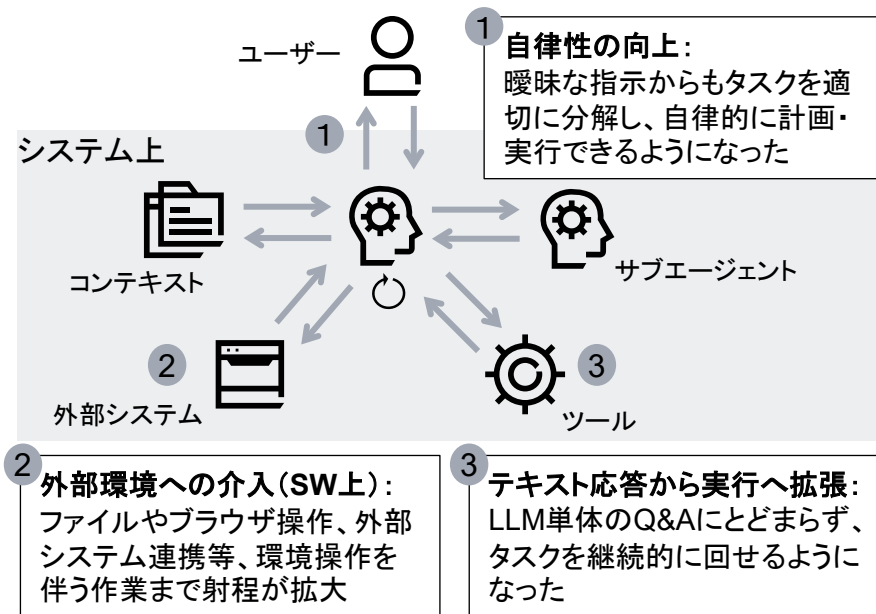 ユーザー
1
1
自律性の向上：
曖昧な指示からもタスクを適
切に分解し、自律的に計画・
実行できるようになった
システム上
コンテキスト
サブエージェント
2
外部システム
3
ツール
2
外部環境への介入（SW上）：
ファイルやブラウザ操作、外部
システム連携等、環境操作を
伴う作業まで射程が拡大
3
テキスト応答から実行へ拡張：
LLM単体のQ&Aにとどまらず、
タスクを継続的に回せるように
なった